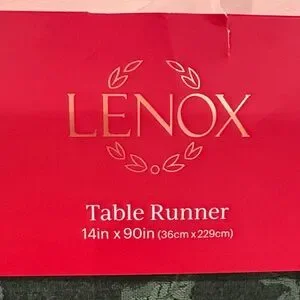 LENOX
Table Runner
14in x 90in (36cm x 229cm)